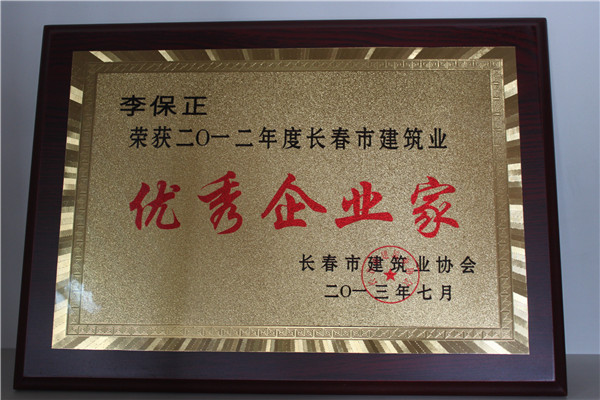 李保正
荣获二〇一二年度长春市建筑业
优秀企业家
长春市建筑业协会
二〇一三年七月